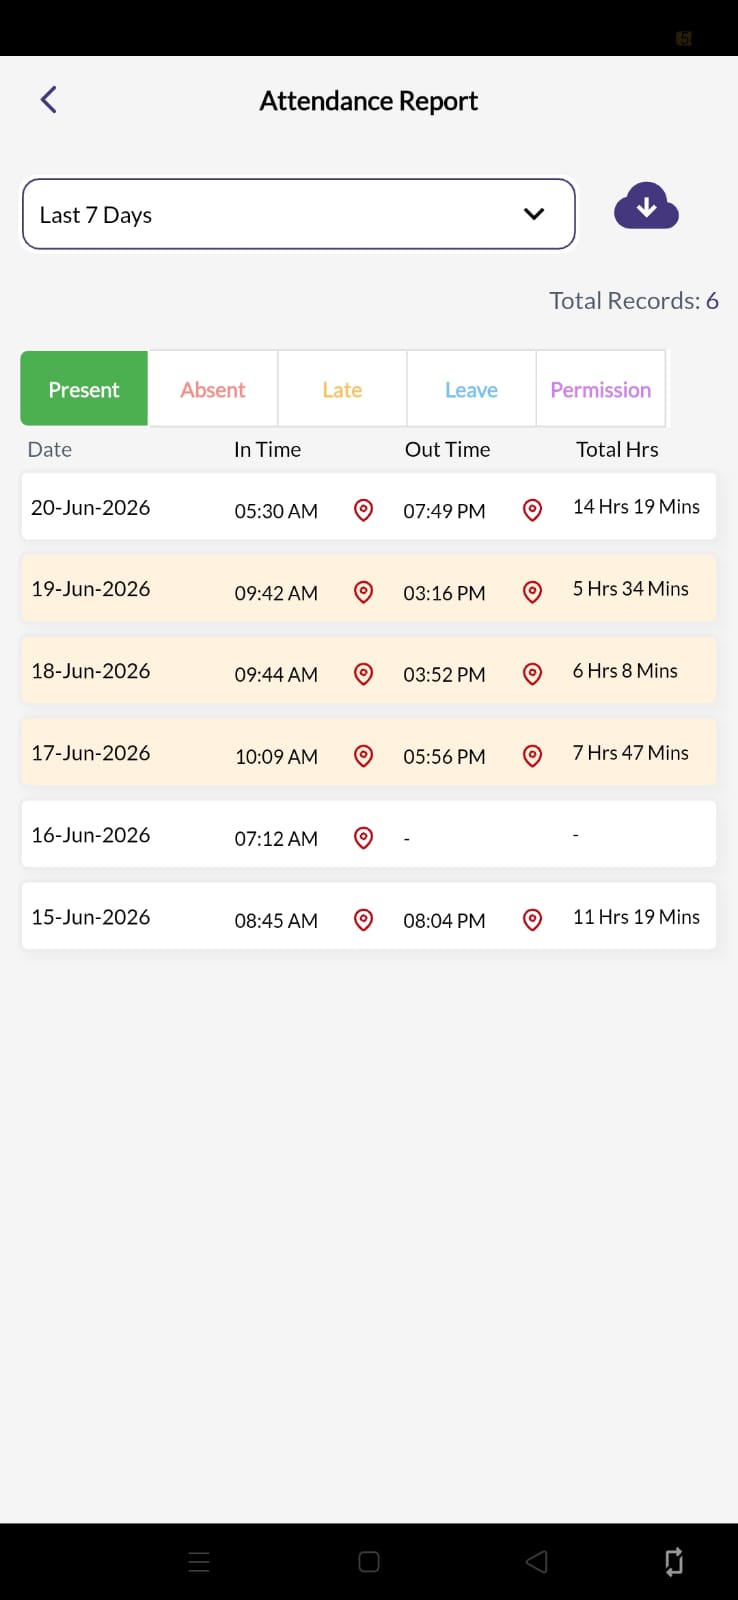 Attendance Report
Last 7 Days
Total Records: 6
Present Absent Late Leave Permission
Date In Time Out Time Total Hrs
20-Jun-2026 05:30 AM 07:49 PM 14 Hrs 19 Mins
19-Jun-2026 09:42 AM 03:16 PM 5 Hrs 34 Mins
18-Jun-2026 09:44 AM 03:52 PM 6 Hrs 8 Mins
17-Jun-2026 10:09 AM 05:56 PM 7 Hrs 47 Mins
16-Jun-2026 07:12 AM - -
15-Jun-2026 08:45 AM 08:04 PM 11 Hrs 19 Mins